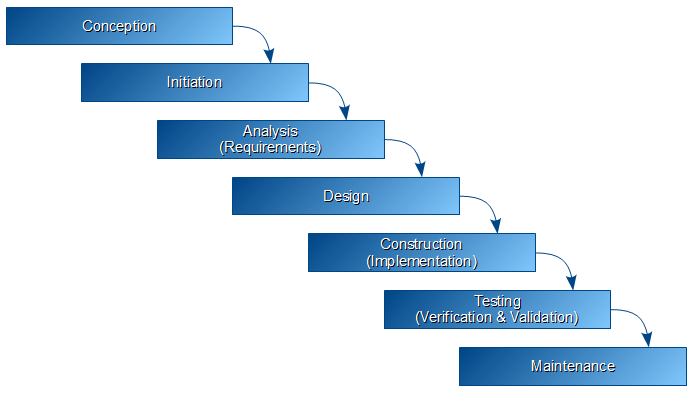 Conception
Initiation
Analysis
(Requirements)
Design
Construction
(Implementation)
Testing
(Verification & Validation)
Maintenance